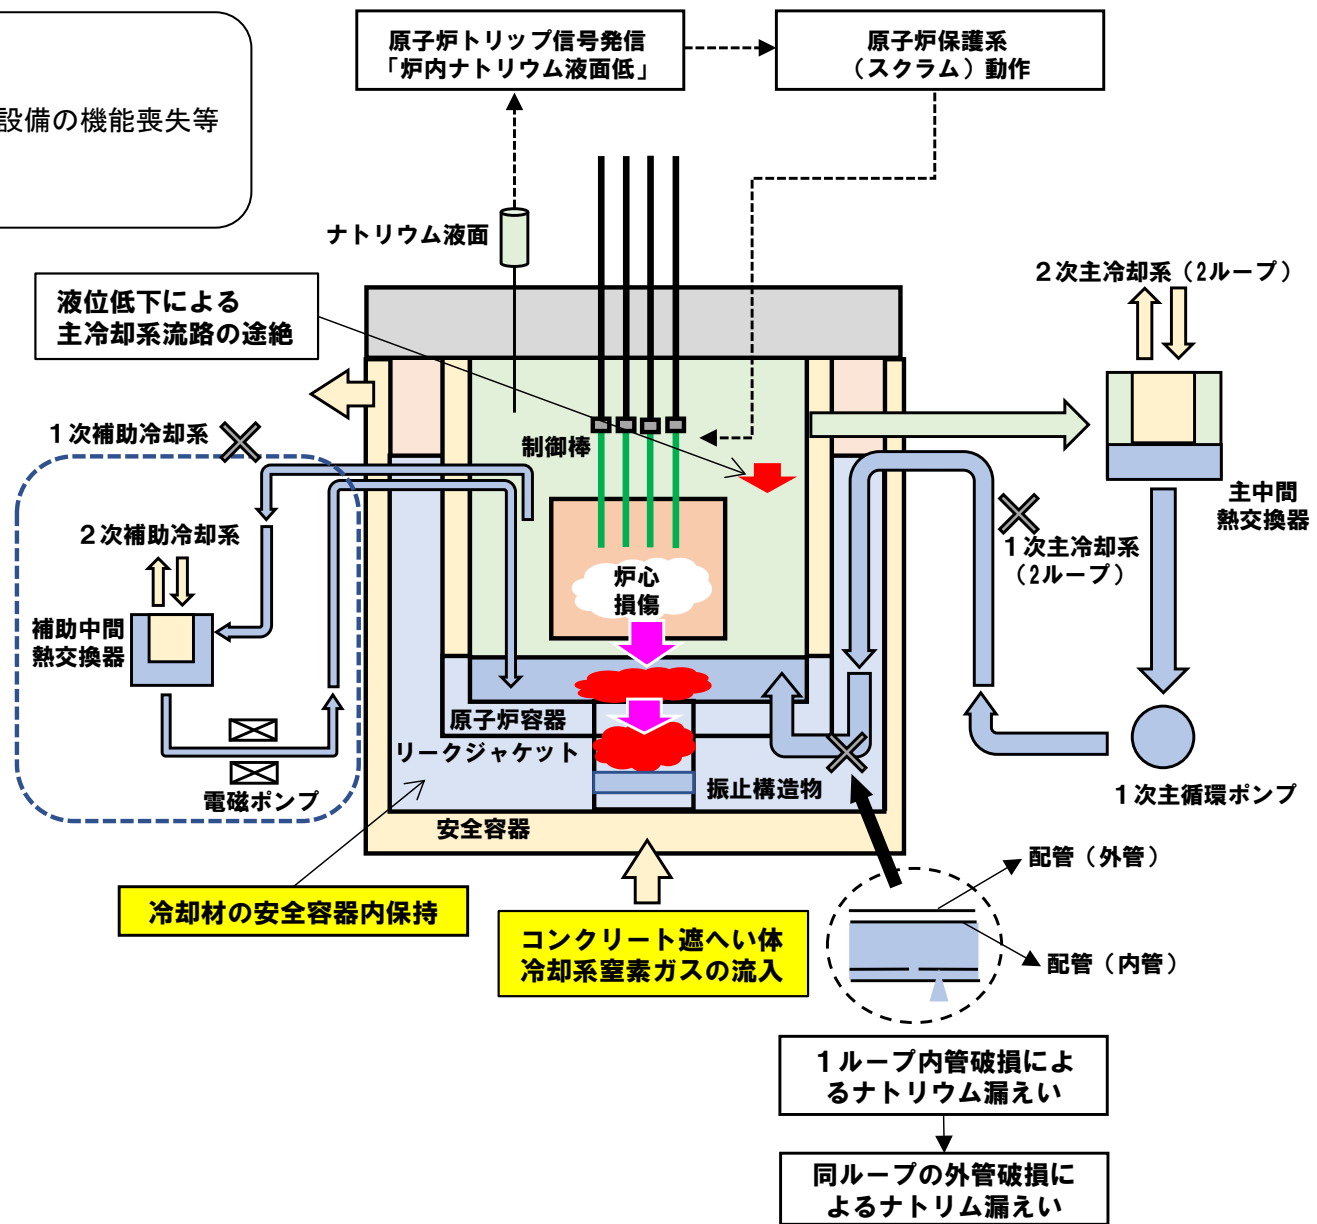 原子炉トリップ信号発信
「炉内ナトリウム液面低」
原子炉保護系
（スクラム）動作
設備の機能喪失等
ナトリウム液面
液位低下による
主冷却系流路の途絶
２次主冷却系（2ループ）
１次補助冷却系
制御棒
主中間
熱交換器
２次補助冷却系
１次主冷却系
（2ループ）
炉心
損傷
補助中間
熱交換器
原子炉容器
リークジャケット
振止構造物
電磁ポンプ
１次主循環ポンプ
安全容器
配管（外管）
冷却材の安全容器内保持
コンクリート遮へい体
冷却系窒素ガスの流入
配管（内管）
１ループ内管破損によ
るナトリウム漏えい
同ループの外管破損に
よるナトリム漏えい